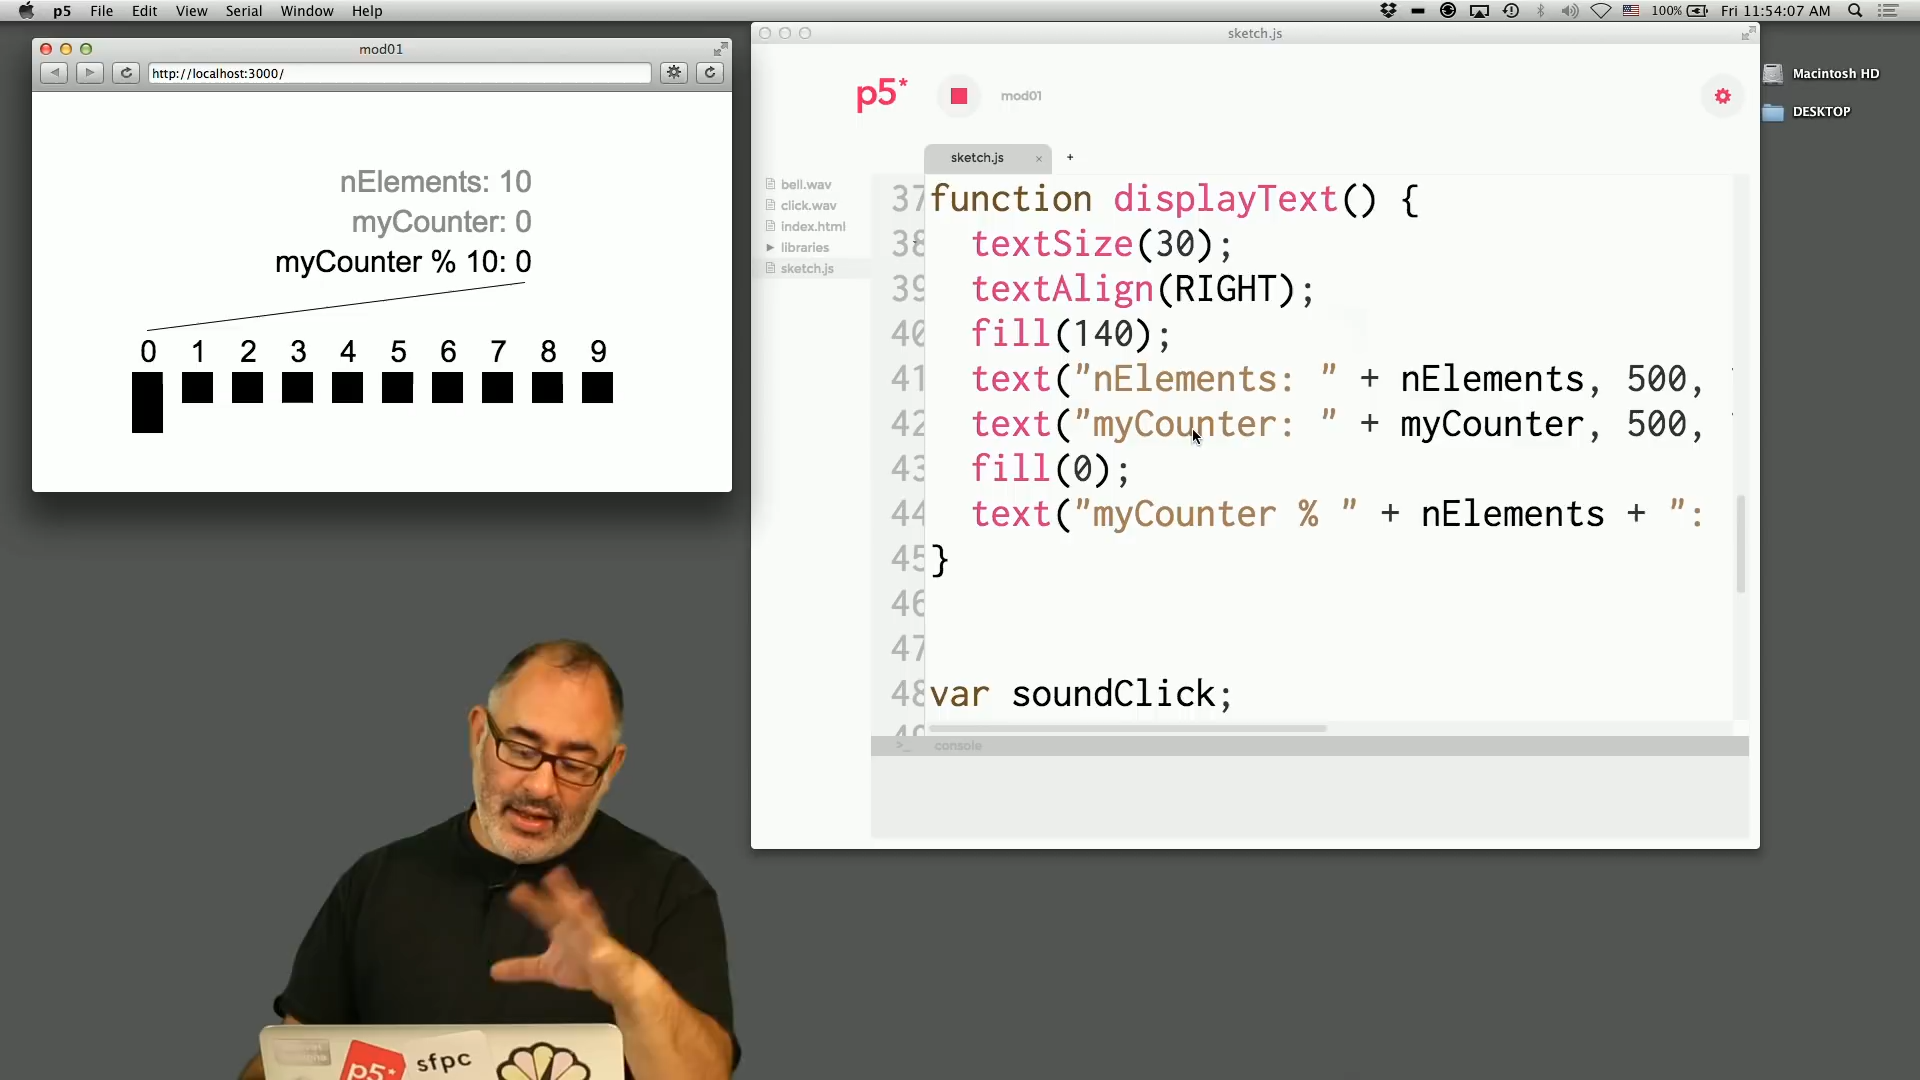 p5 File Edit View Serial Window Help
100% Fri 11:54:07 AM
mod01
http://localhost:3000/
nElements: 10
myCounter: 0
myCounter % 10: 0
0 1 2 3 4 5 6 7 8 9
sketch.js
p5* mod01
sketch.js × +
bell.wav
click.wav
index.html
libraries
sketch.js
37 function displayText() {
38 textSize(30);
39 textAlign(RIGHT);
40 fill(140);
41 text("nElements: " + nElements, 500,
42 text("myCounter: " + myCounter, 500,
43 fill(0);
44 text("myCounter % " + nElements + ":
45 }
46
47
48 var soundClick;
>_ console
Macintosh HD
DESKTOP
p5*
sfpc